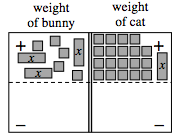 weight of bunny weight of cat
+ x x x + x
− −